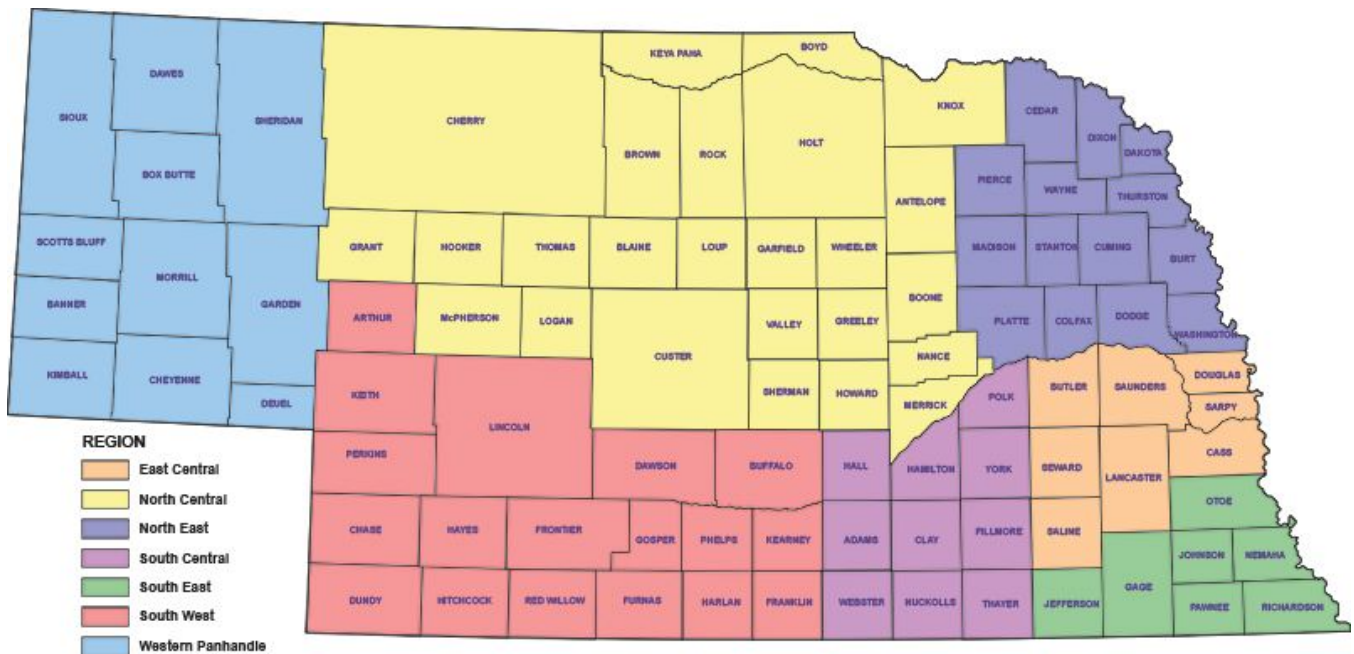 KEYA PAHA
BOYD
DAWES
SIOUX
SHERIDAN
CHERRY
KNOX
CEDAR
DIXON
DAKOTA
BROWN
ROCK
HOLT
BOX BUTTE
PIERCE
WAYNE
THURSTON
ANTELOPE
SCOTTS BLUFF
GRANT
HOOKER
THOMAS
BLAINE
LOUP
GARFIELD
WHEELER
MADISON
STANTON
CUMING
BURT
MORRILL
BANNER
GARDEN
ARTHUR
McPHERSON
LOGAN
CUSTER
VALLEY
GREELEY
BOONE
PLATTE
COLFAX
DODGE
WASHINGTON
NANCE
KIMBALL
CHEYENNE
DEUEL
KEITH
LINCOLN
SHERMAN
HOWARD
MERRICK
POLK
BUTLER
SAUNDERS
DOUGLAS
SARPY
PERKINS
DAWSON
BUFFALO
HALL
HAMILTON
YORK
SEWARD
LANCASTER
CASS
OTOE
CHASE
HAYES
FRONTIER
GOSPER
PHELPS
KEARNEY
ADAMS
CLAY
FILLMORE
SALINE
JOHNSON
NEMAHA
DUNDY
HITCHCOCK
RED WILLOW
FURNAS
HARLAN
FRANKLIN
WEBSTER
NUCKOLLS
THAYER
JEFFERSON
GAGE
PAWNEE
RICHARDSON
REGION
East Central
North Central
North East
South Central
South East
South West
Western Panhandle